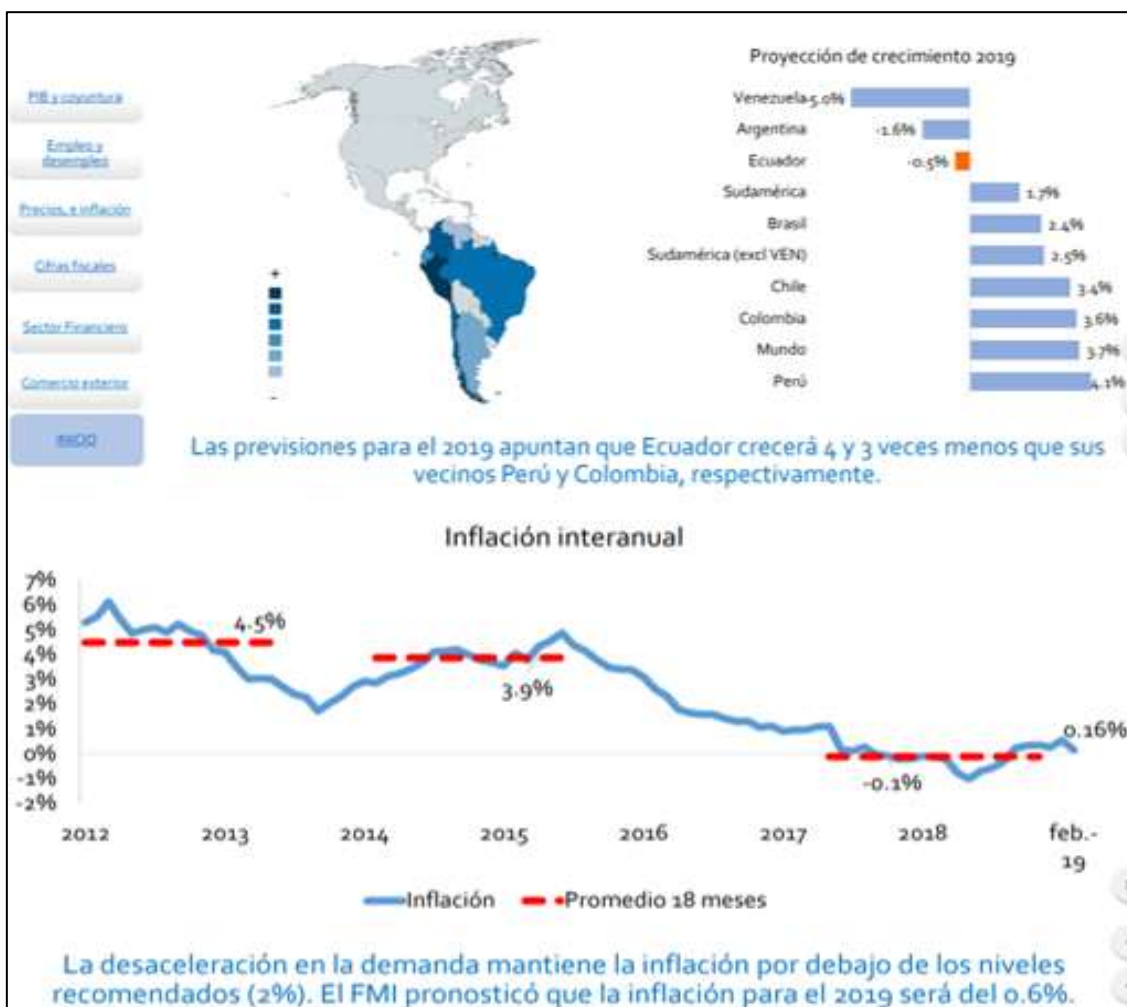 PIB y coyuntura
Empleo y
desempleo
Precios, e inflación
Cifras fiscales
Sector Financiero
Comercio exterior
INICIO
+
-
Proyección de crecimiento 2019
Venezuela -5.0%
Argentina -1.6%
Ecuador -0.5%
Sudamérica 1.7%
Brasil 2.4%
Sudamérica (excl VEN) 2.5%
Chile 3.4%
Colombia 3.6%
Mundo 3.7%
Perú 4.1%
Las previsiones para el 2019 apuntan que Ecuador crecerá 4 y 3 veces menos que sus
vecinos Perú y Colombia, respectivamente.
Inflación interanual
7%
6%
5%
4%
3%
2%
1%
0%
-1%
-2%
4.5%
3.9%
-0.1%
0.16%
2012 2013 2014 2015 2016 2017 2018 feb.-
19
Inflación Promedio 18 meses
La desaceleración en la demanda mantiene la inflación por debajo de los niveles
recomendados (2%). El FMI pronosticó que la inflación para el 2019 será del 0.6%.